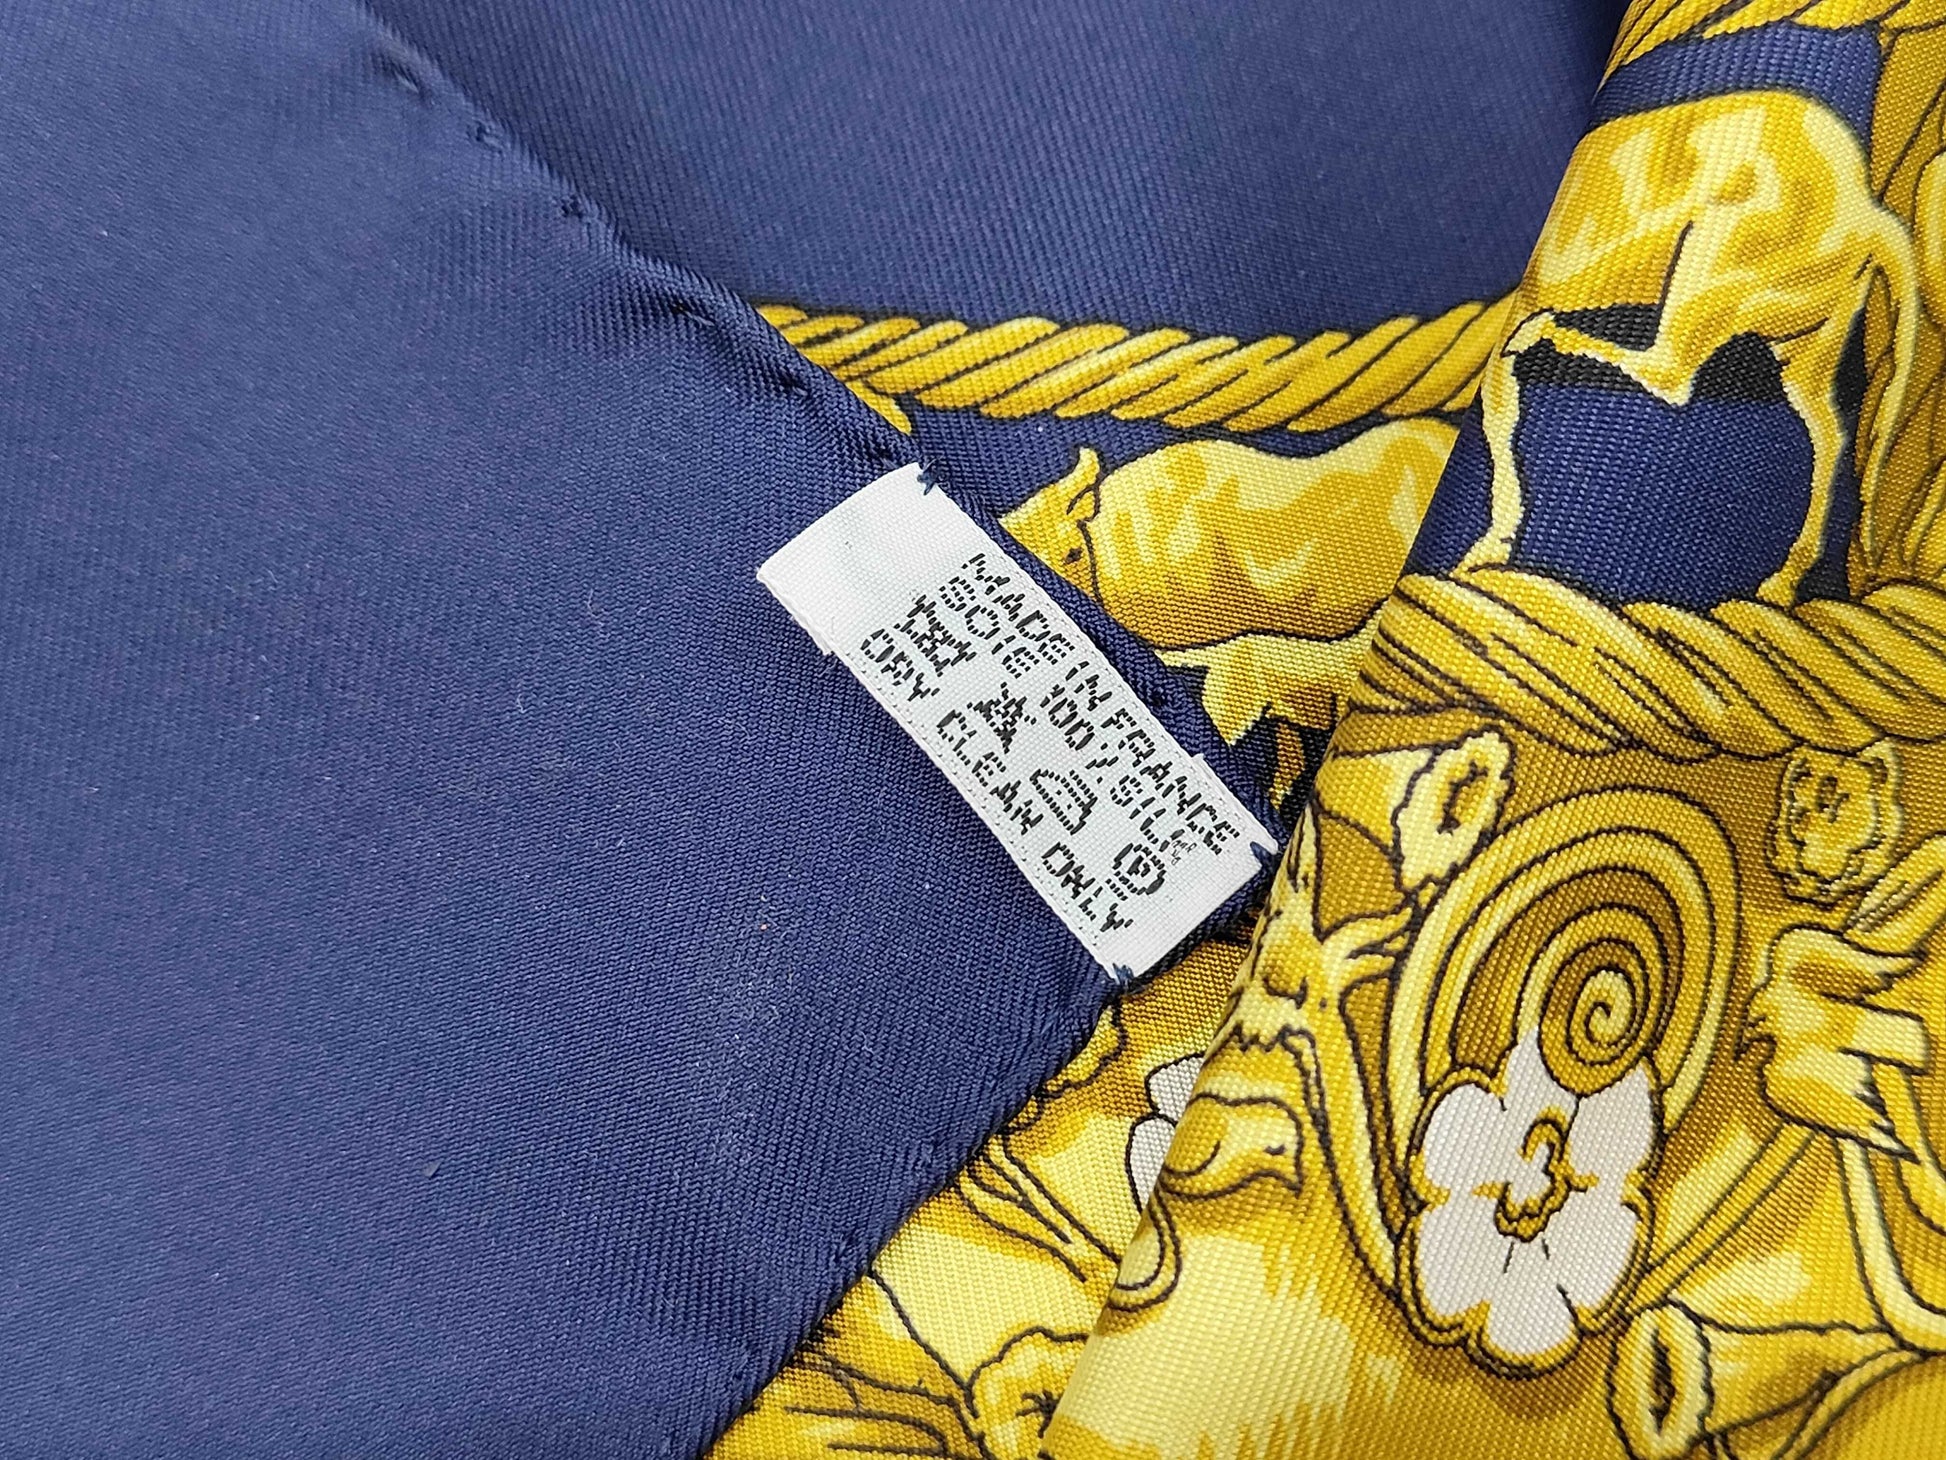 MADE IN FRANCE
SOIE 100% SILK
DRY CLEAN ONLY